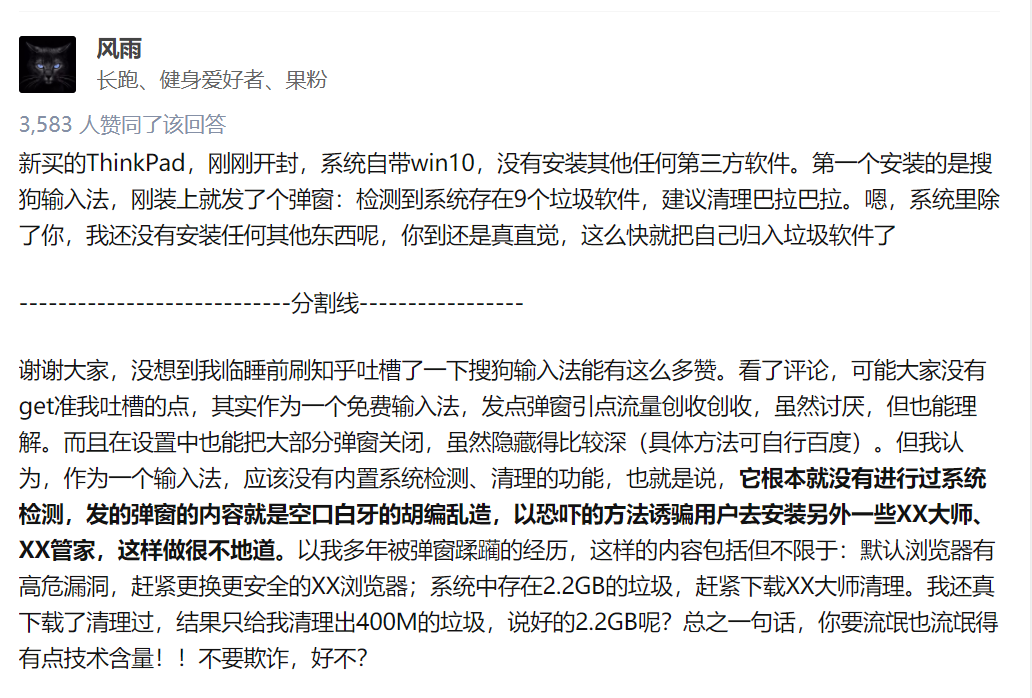 风雨
长跑、健身爱好者、果粉
3,583 人赞同了该回答
新买的ThinkPad，刚刚开封，系统自带win10，没有安装其他任何第三方软件。第一个安装的是搜
狗输入法，刚装上就发了个弹窗：检测到系统存在9个垃圾软件，建议清理巴拉巴拉。嗯，系统里除
了你，我还没有安装任何其他东西呢，你到还是真直觉，这么快就把自己归入垃圾软件了
----------------------------分割线-----------------
谢谢大家，没想到我临睡前刷知乎吐槽了一下搜狗输入法能有这么多赞。看了评论，可能大家没有
get准我吐槽的点，其实作为一个免费输入法，发点弹窗引点流量创收创收，虽然讨厌，但也能理
解。而且在设置中也能把大部分弹窗关闭，虽然隐藏得比较深（具体方法可自行百度）。但我认
为，作为一个输入法，应该没有内置系统检测、清理的功能，也就是说，它根本就没有进行过系统
检测，发的弹窗的内容就是空口白牙的胡编乱造，以恐吓的方法诱骗用户去安装另外一些XX大师、
XX管家，这样做很不地道。以我多年被弹窗蹂躏的经历，这样的内容包括但不限于：默认浏览器有
高危漏洞，赶紧更换更安全的XX浏览器；系统中存在2.2GB的垃圾，赶紧下载XX大师清理。我还真
下载了清理过，结果只给我清理出400M的垃圾，说好的2.2GB呢？总之一句话，你要流氓也流氓得
有点技术含量！！不要欺诈，好不？